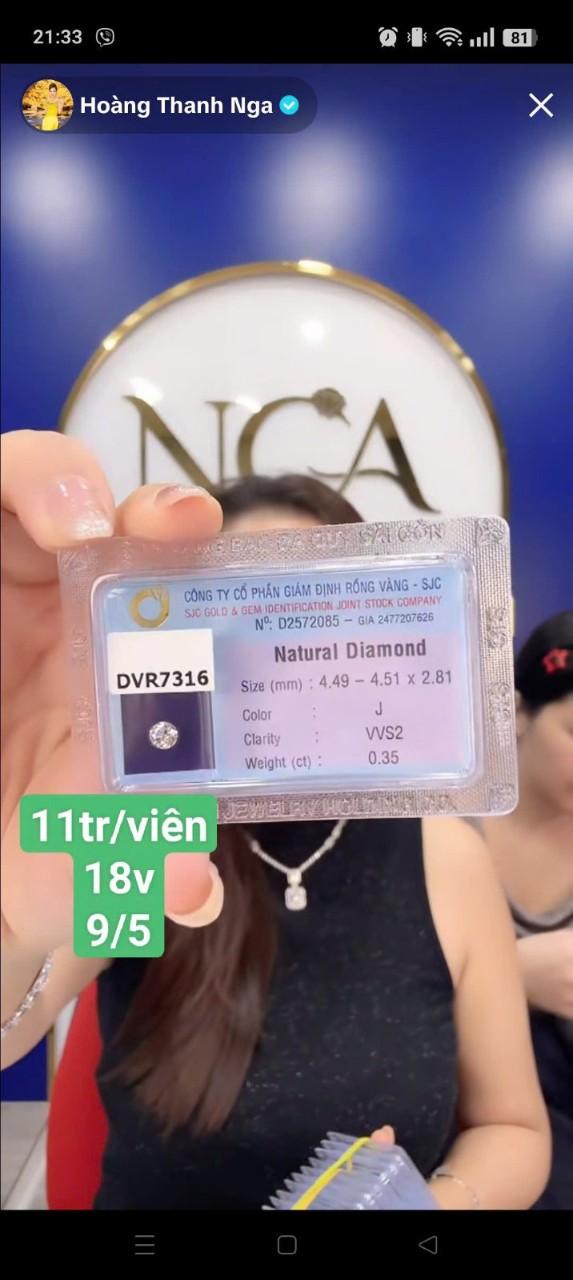 21:33
81
Hoàng Thanh Nga
NGA
CÔNG TY CỔ PHẦN GIÁM ĐỊNH RỒNG VÀNG - SJC
SJC GOLD & GEM IDENTIFICATION JOINT STOCK COMPANY
Nº. D2572085 – GIA 2477207626
DVR7316
Natural Diamond
Size (mm) : 4.49 – 4.51 x 2.81
Color : J
Clarity : VVS2
Weight (ct) : 0.35
11tr/viên
18v
9/5